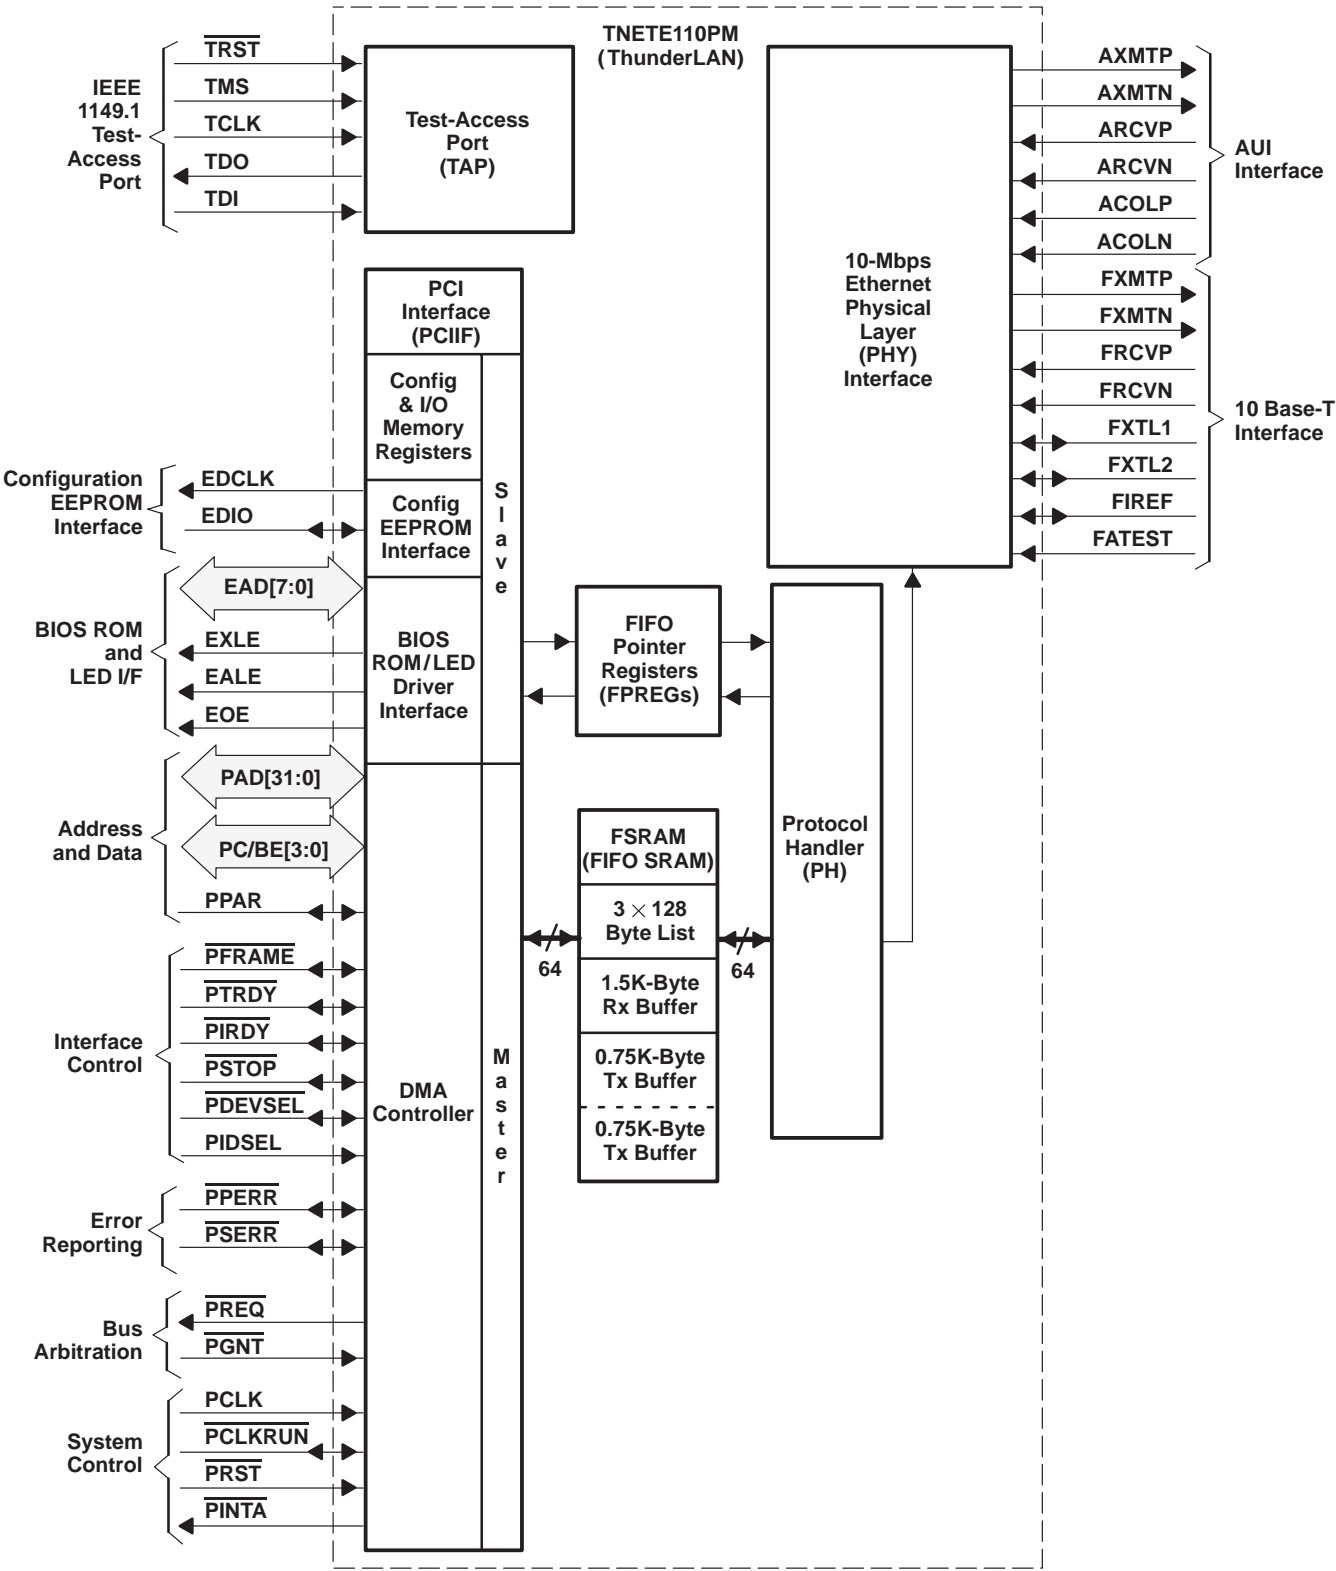 TNETE110PM
(ThunderLAN)
IEEE
1149.1
Test-
Access
Port
TRST
TMS
TCLK
TDO
TDI
Test-Access
Port
(TAP)
PCI
Interface
(PCIIF)
Config
& I/O
Memory
Registers
Config
EEPROM
Interface
BIOS
ROM/LED
Driver
Interface
Slave
DMA
Controller
Master
Configuration
EEPROM
Interface
EDCLK
EDIO
BIOS ROM
and
LED I/F
EAD[7:0]
EXLE
EALE
EOE
Address
and Data
PAD[31:0]
PC/BE[3:0]
PPAR
Interface
Control
PFRAME
PTRDY
PIRDY
PSTOP
PDEVSEL
PIDSEL
Error
Reporting
PPERR
PSERR
Bus
Arbitration
PREQ
PGNT
System
Control
PCLK
PCLKRUN
PRST
PINTA
FIFO
Pointer
Registers
(FPREGs)
FSRAM
(FIFO SRAM)
3 × 128
Byte List
1.5K-Byte
Rx Buffer
0.75K-Byte
Tx Buffer
0.75K-Byte
Tx Buffer
64
64
Protocol
Handler
(PH)
10-Mbps
Ethernet
Physical
Layer
(PHY)
Interface
AXMTP
AXMTN
ARCVP
ARCVN
ACOLP
ACOLN
AUI
Interface
FXMTP
FXMTN
FRCVP
FRCVN
FXTL1
FXTL2
FIREF
FATEST
10 Base-T
Interface